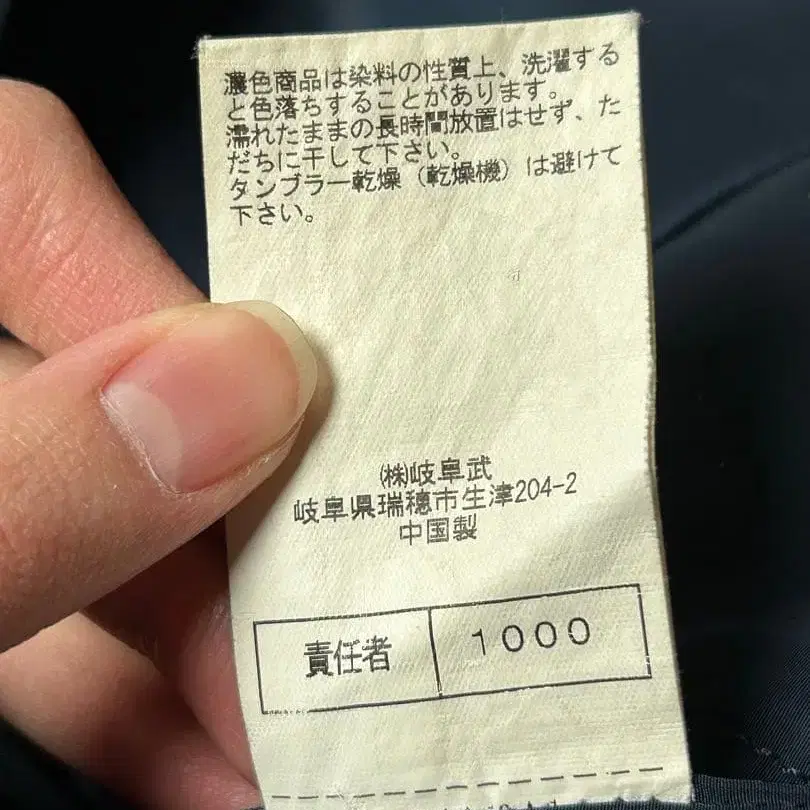 濃色商品は染料の性質上、洗濯する
と色落ちすることがあります。
濡れたままの長時間放置はせず、た
だちに干して下さい。
タンブラー乾燥（乾燥機）は避けて
下さい。
㈱岐阜武
岐阜県瑞穂市生津204-2
中国製
責任者 1000